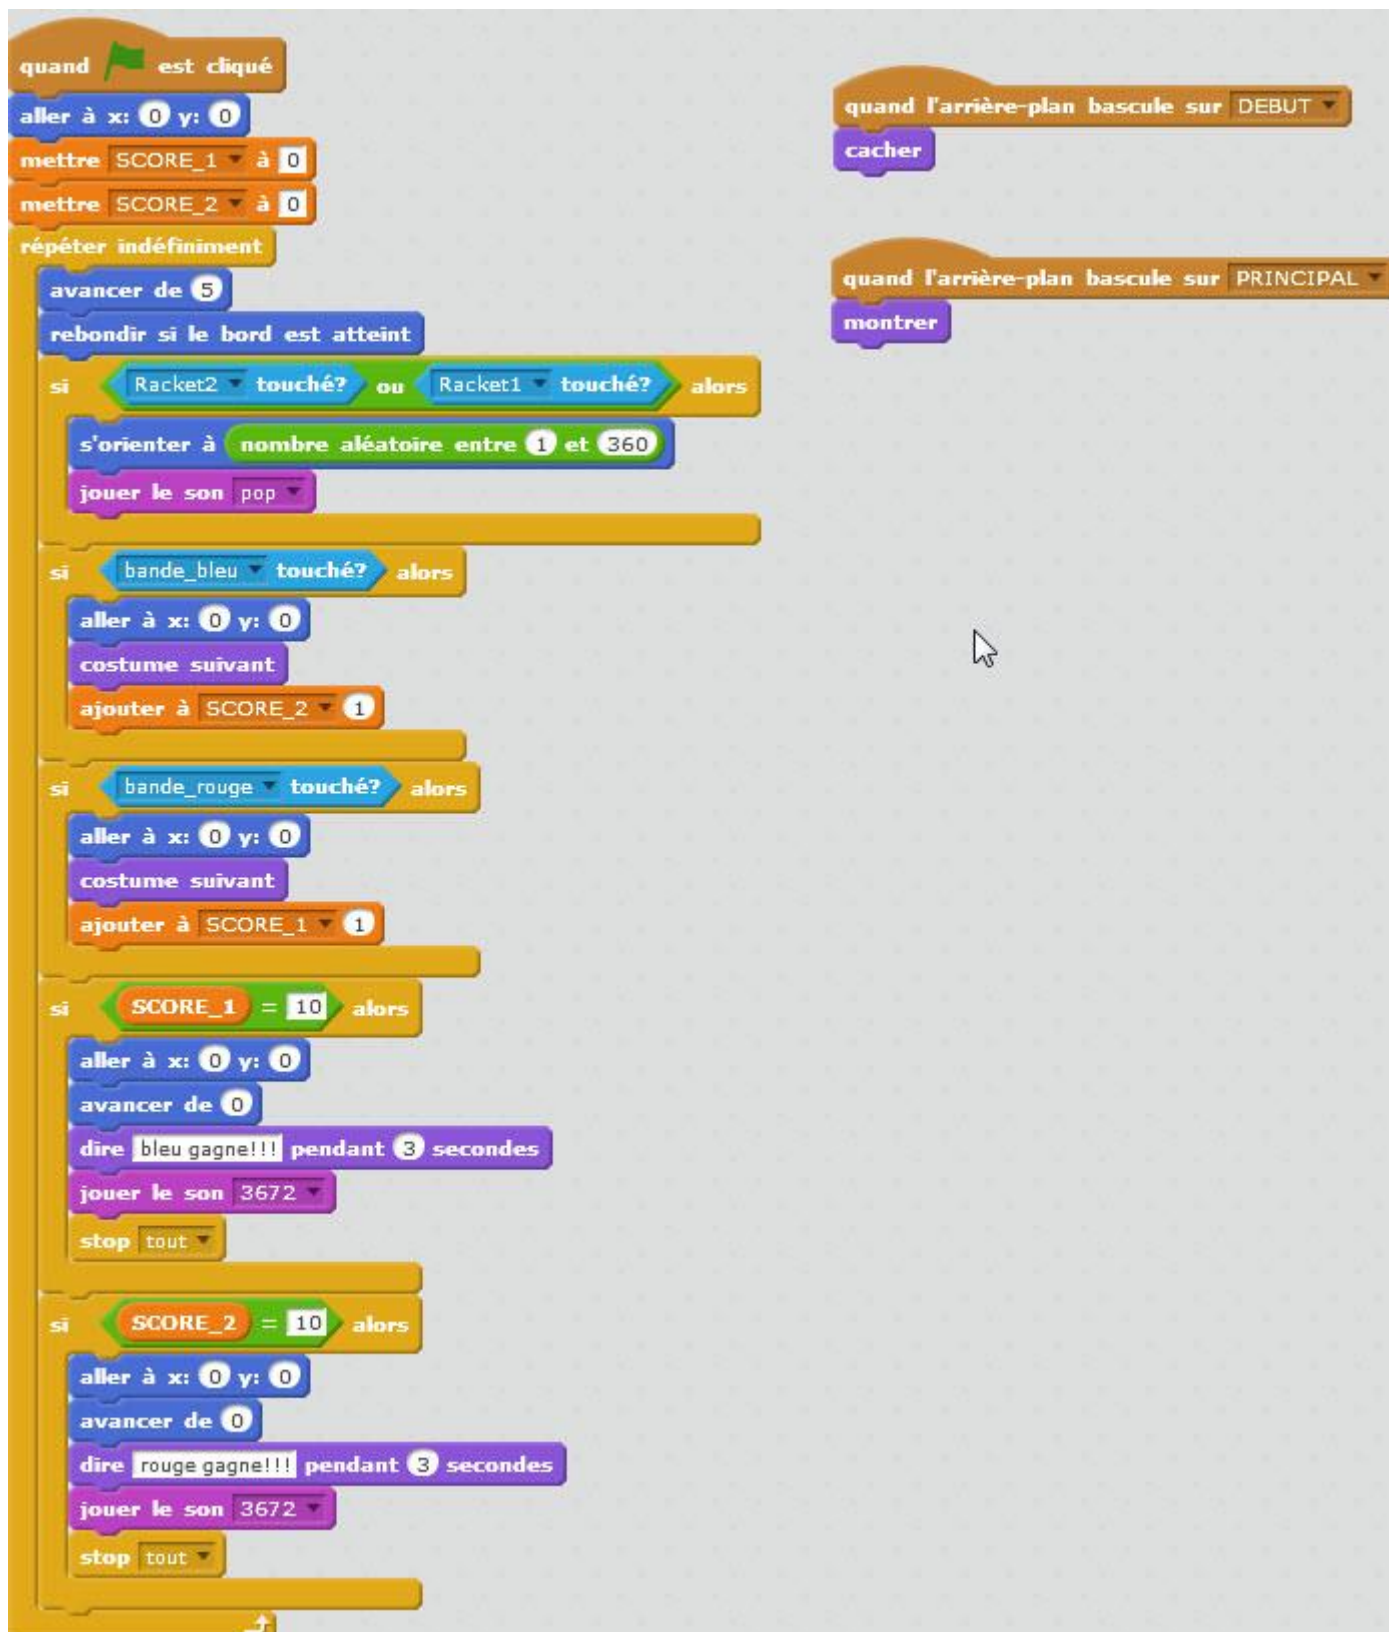 quand est cliqué
aller à x: 0 y: 0
mettre SCORE_1 à 0
mettre SCORE_2 à 0
répéter indéfiniment
avancer de 5
rebondir si le bord est atteint
si Racket2 touché? ou Racket1 touché? alors
s'orienter à nombre aléatoire entre 1 et 360
jouer le son pop
si bande_bleu touché? alors
aller à x: 0 y: 0
costume suivant
ajouter à SCORE_2 1
si bande_rouge touché? alors
aller à x: 0 y: 0
costume suivant
ajouter à SCORE_1 1
si SCORE_1 = 10 alors
aller à x: 0 y: 0
avancer de 0
dire bleu gagne!!! pendant 3 secondes
jouer le son 3672
stop tout
si SCORE_2 = 10 alors
aller à x: 0 y: 0
avancer de 0
dire rouge gagne!!! pendant 3 secondes
jouer le son 3672
stop tout
quand l'arrière-plan bascule sur DEBUT
cacher
quand l'arrière-plan bascule sur PRINCIPAL
montrer